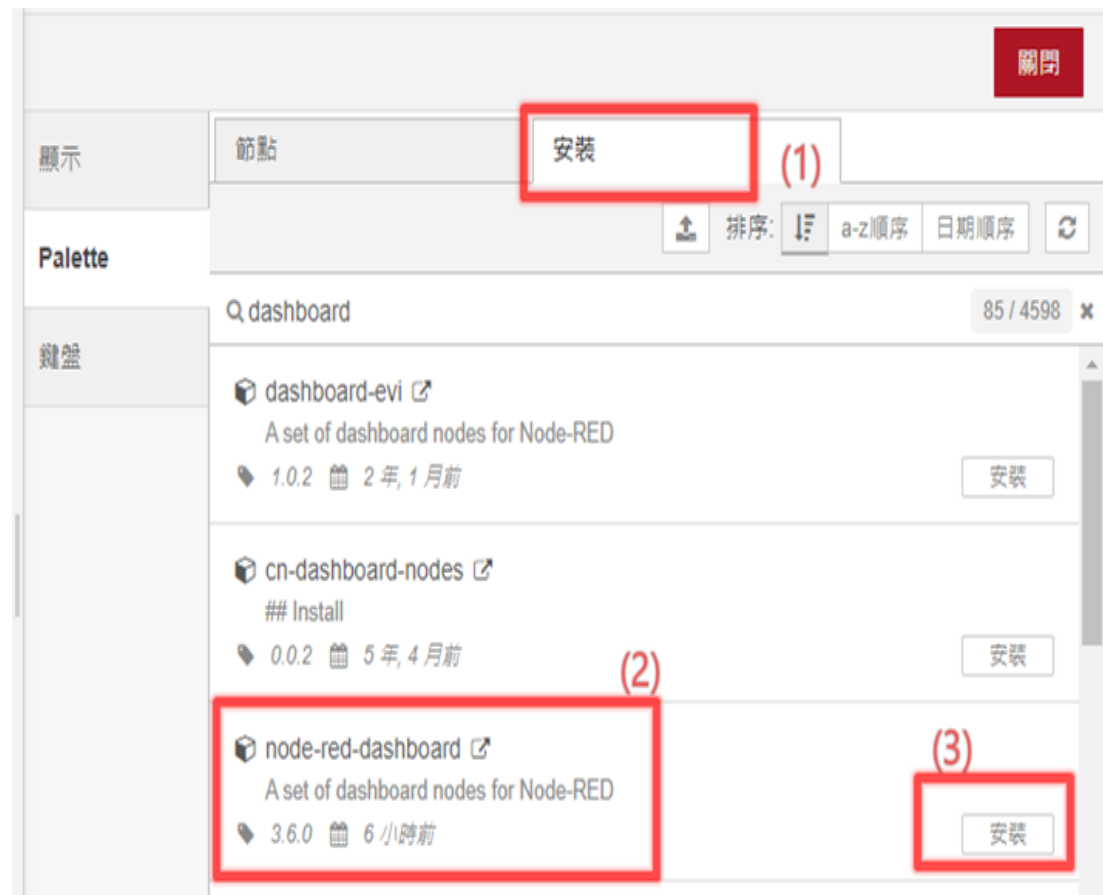 關閉
顯示
節點
安裝
(1)
排序:
a-z順序
日期順序
Palette
dashboard
85 / 4598
鍵盤
dashboard-evi
A set of dashboard nodes for Node-RED
1.0.2 2 年, 1 月前
安裝
cn-dashboard-nodes
## Install
0.0.2 5 年, 4 月前
安裝
(2)
node-red-dashboard
(3)
A set of dashboard nodes for Node-RED
3.6.0 6 小時前
安裝